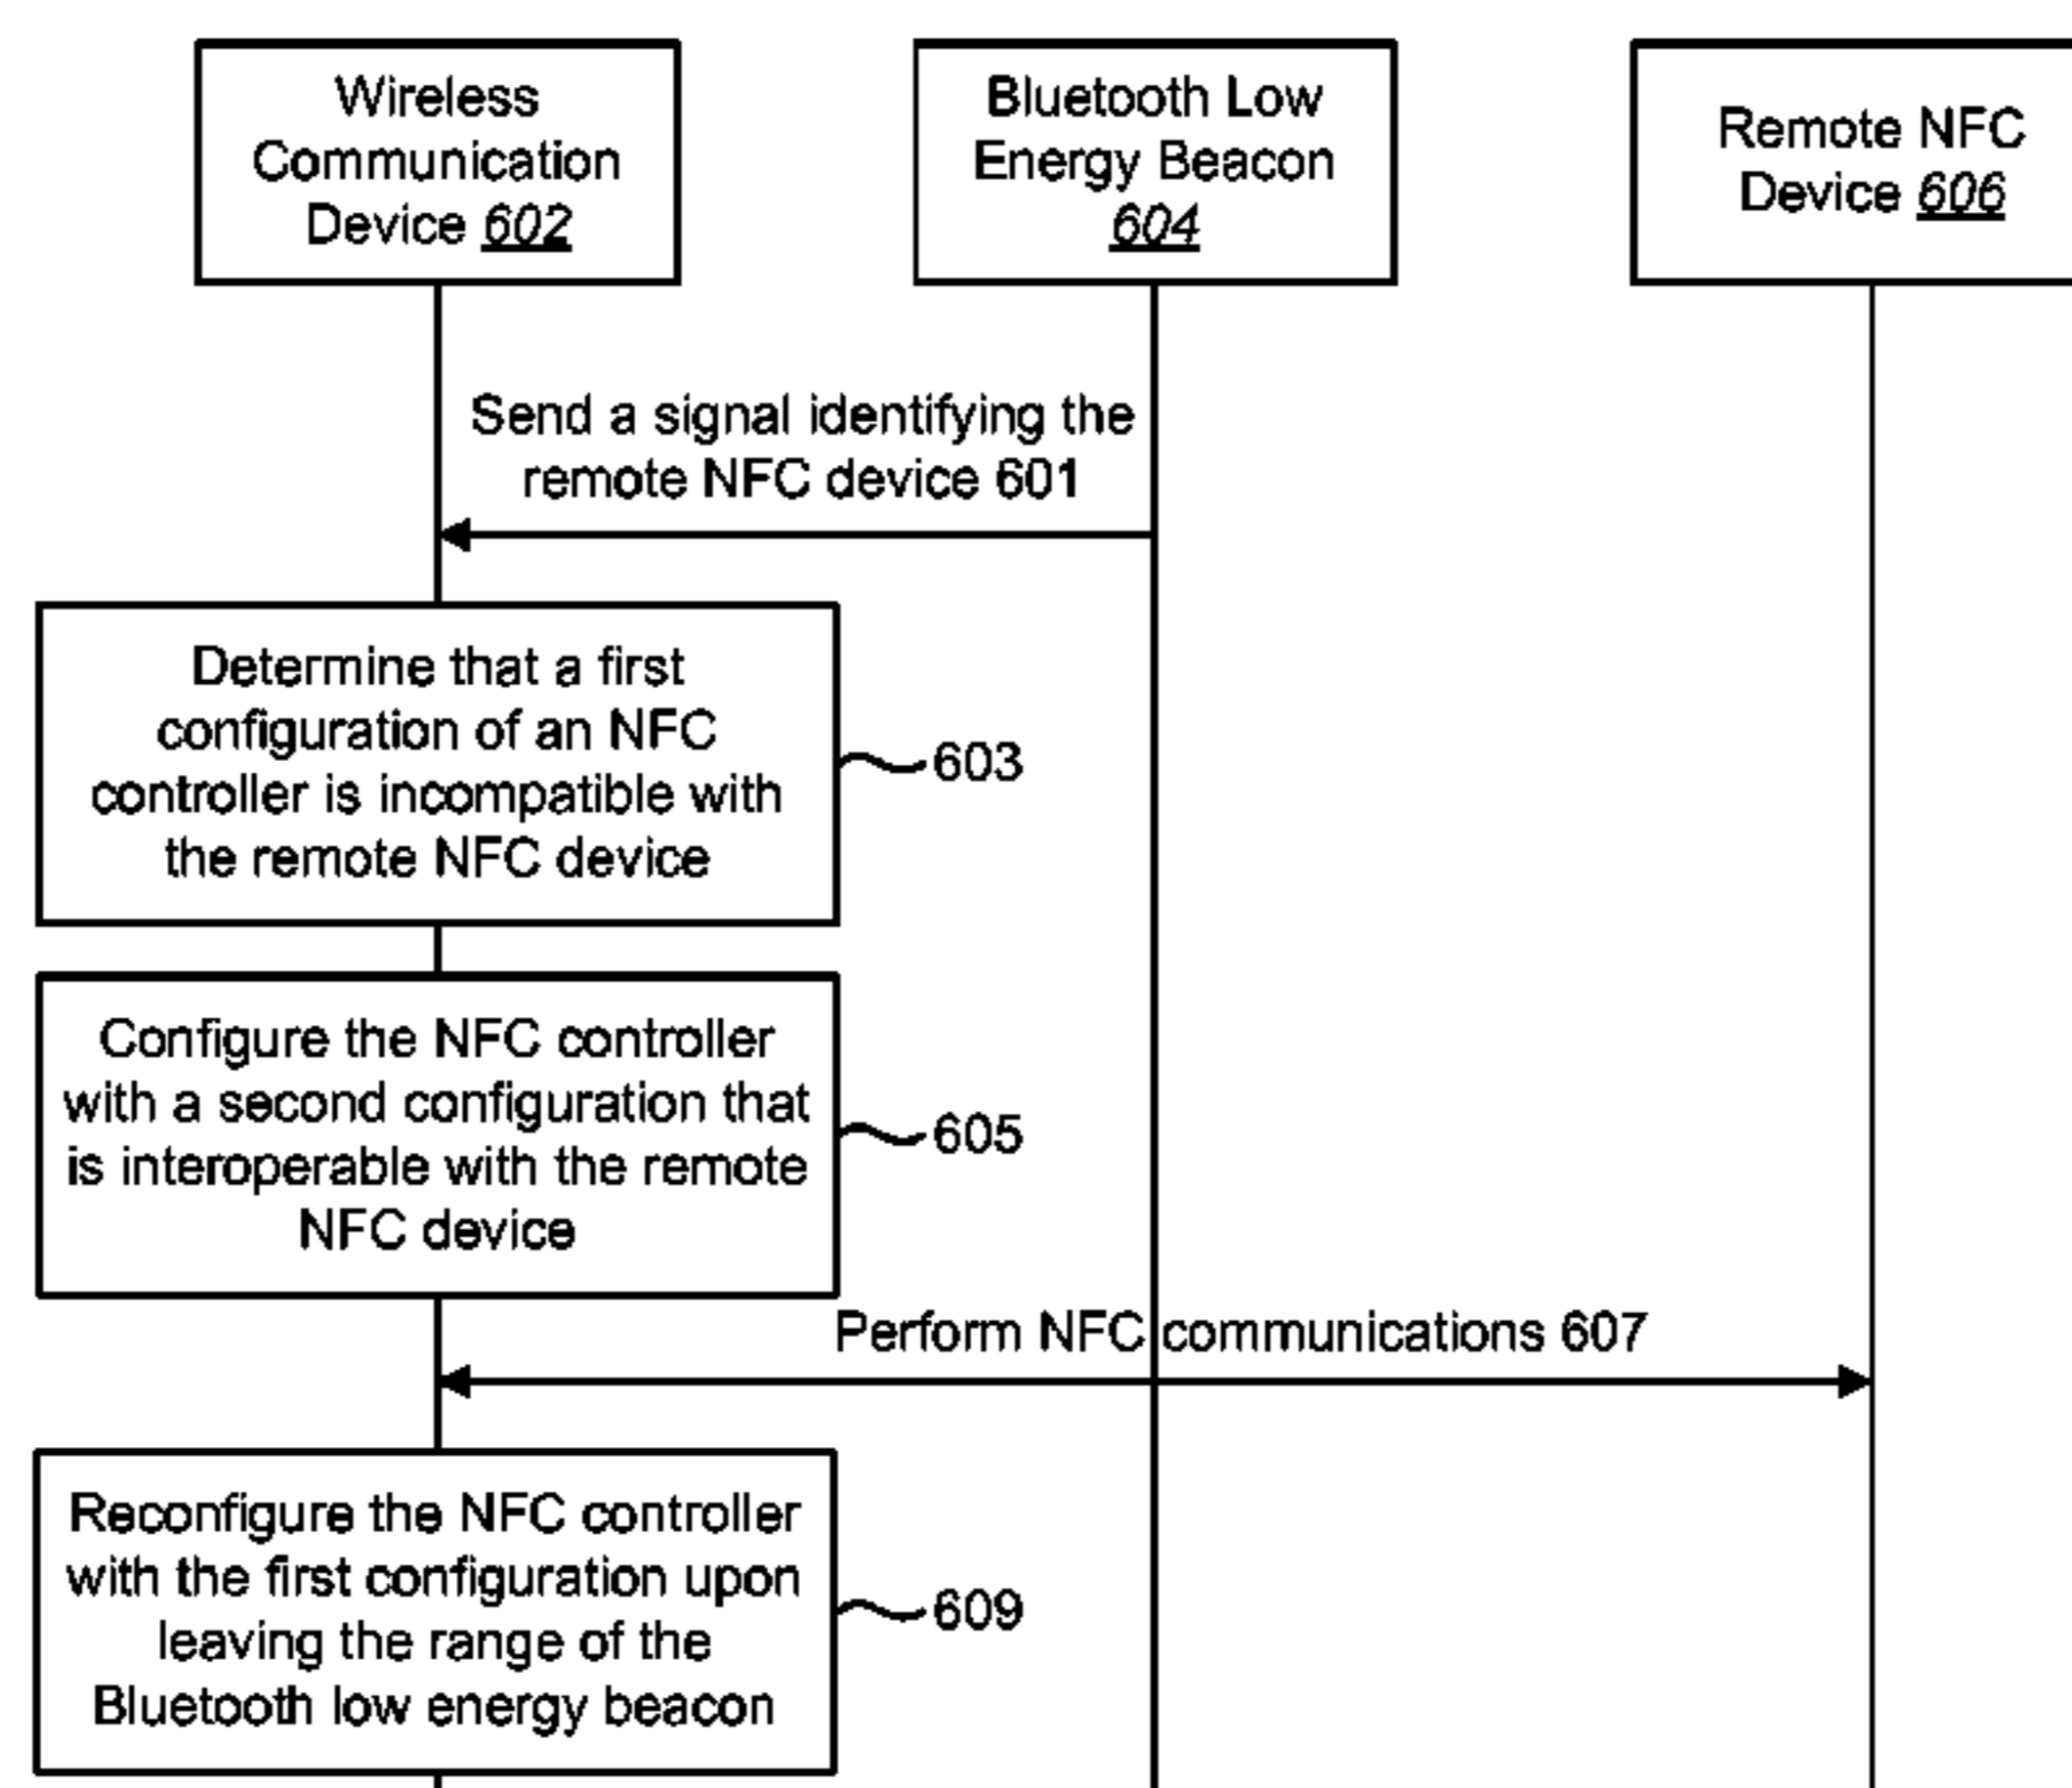 Wireless
Communication
Device 602
Bluetooth Low
Energy Beacon
604
Remote NFC
Device 606
Send a signal identifying the
remote NFC device 601
Determine that a first
configuration of an NFC
controller is incompatible with
the remote NFC device
603
Configure the NFC controller
with a second configuration that
is interoperable with the remote
NFC device
605
Perform NFC communications 607
Reconfigure the NFC controller
with the first configuration upon
leaving the range of the
Bluetooth low energy beacon
609